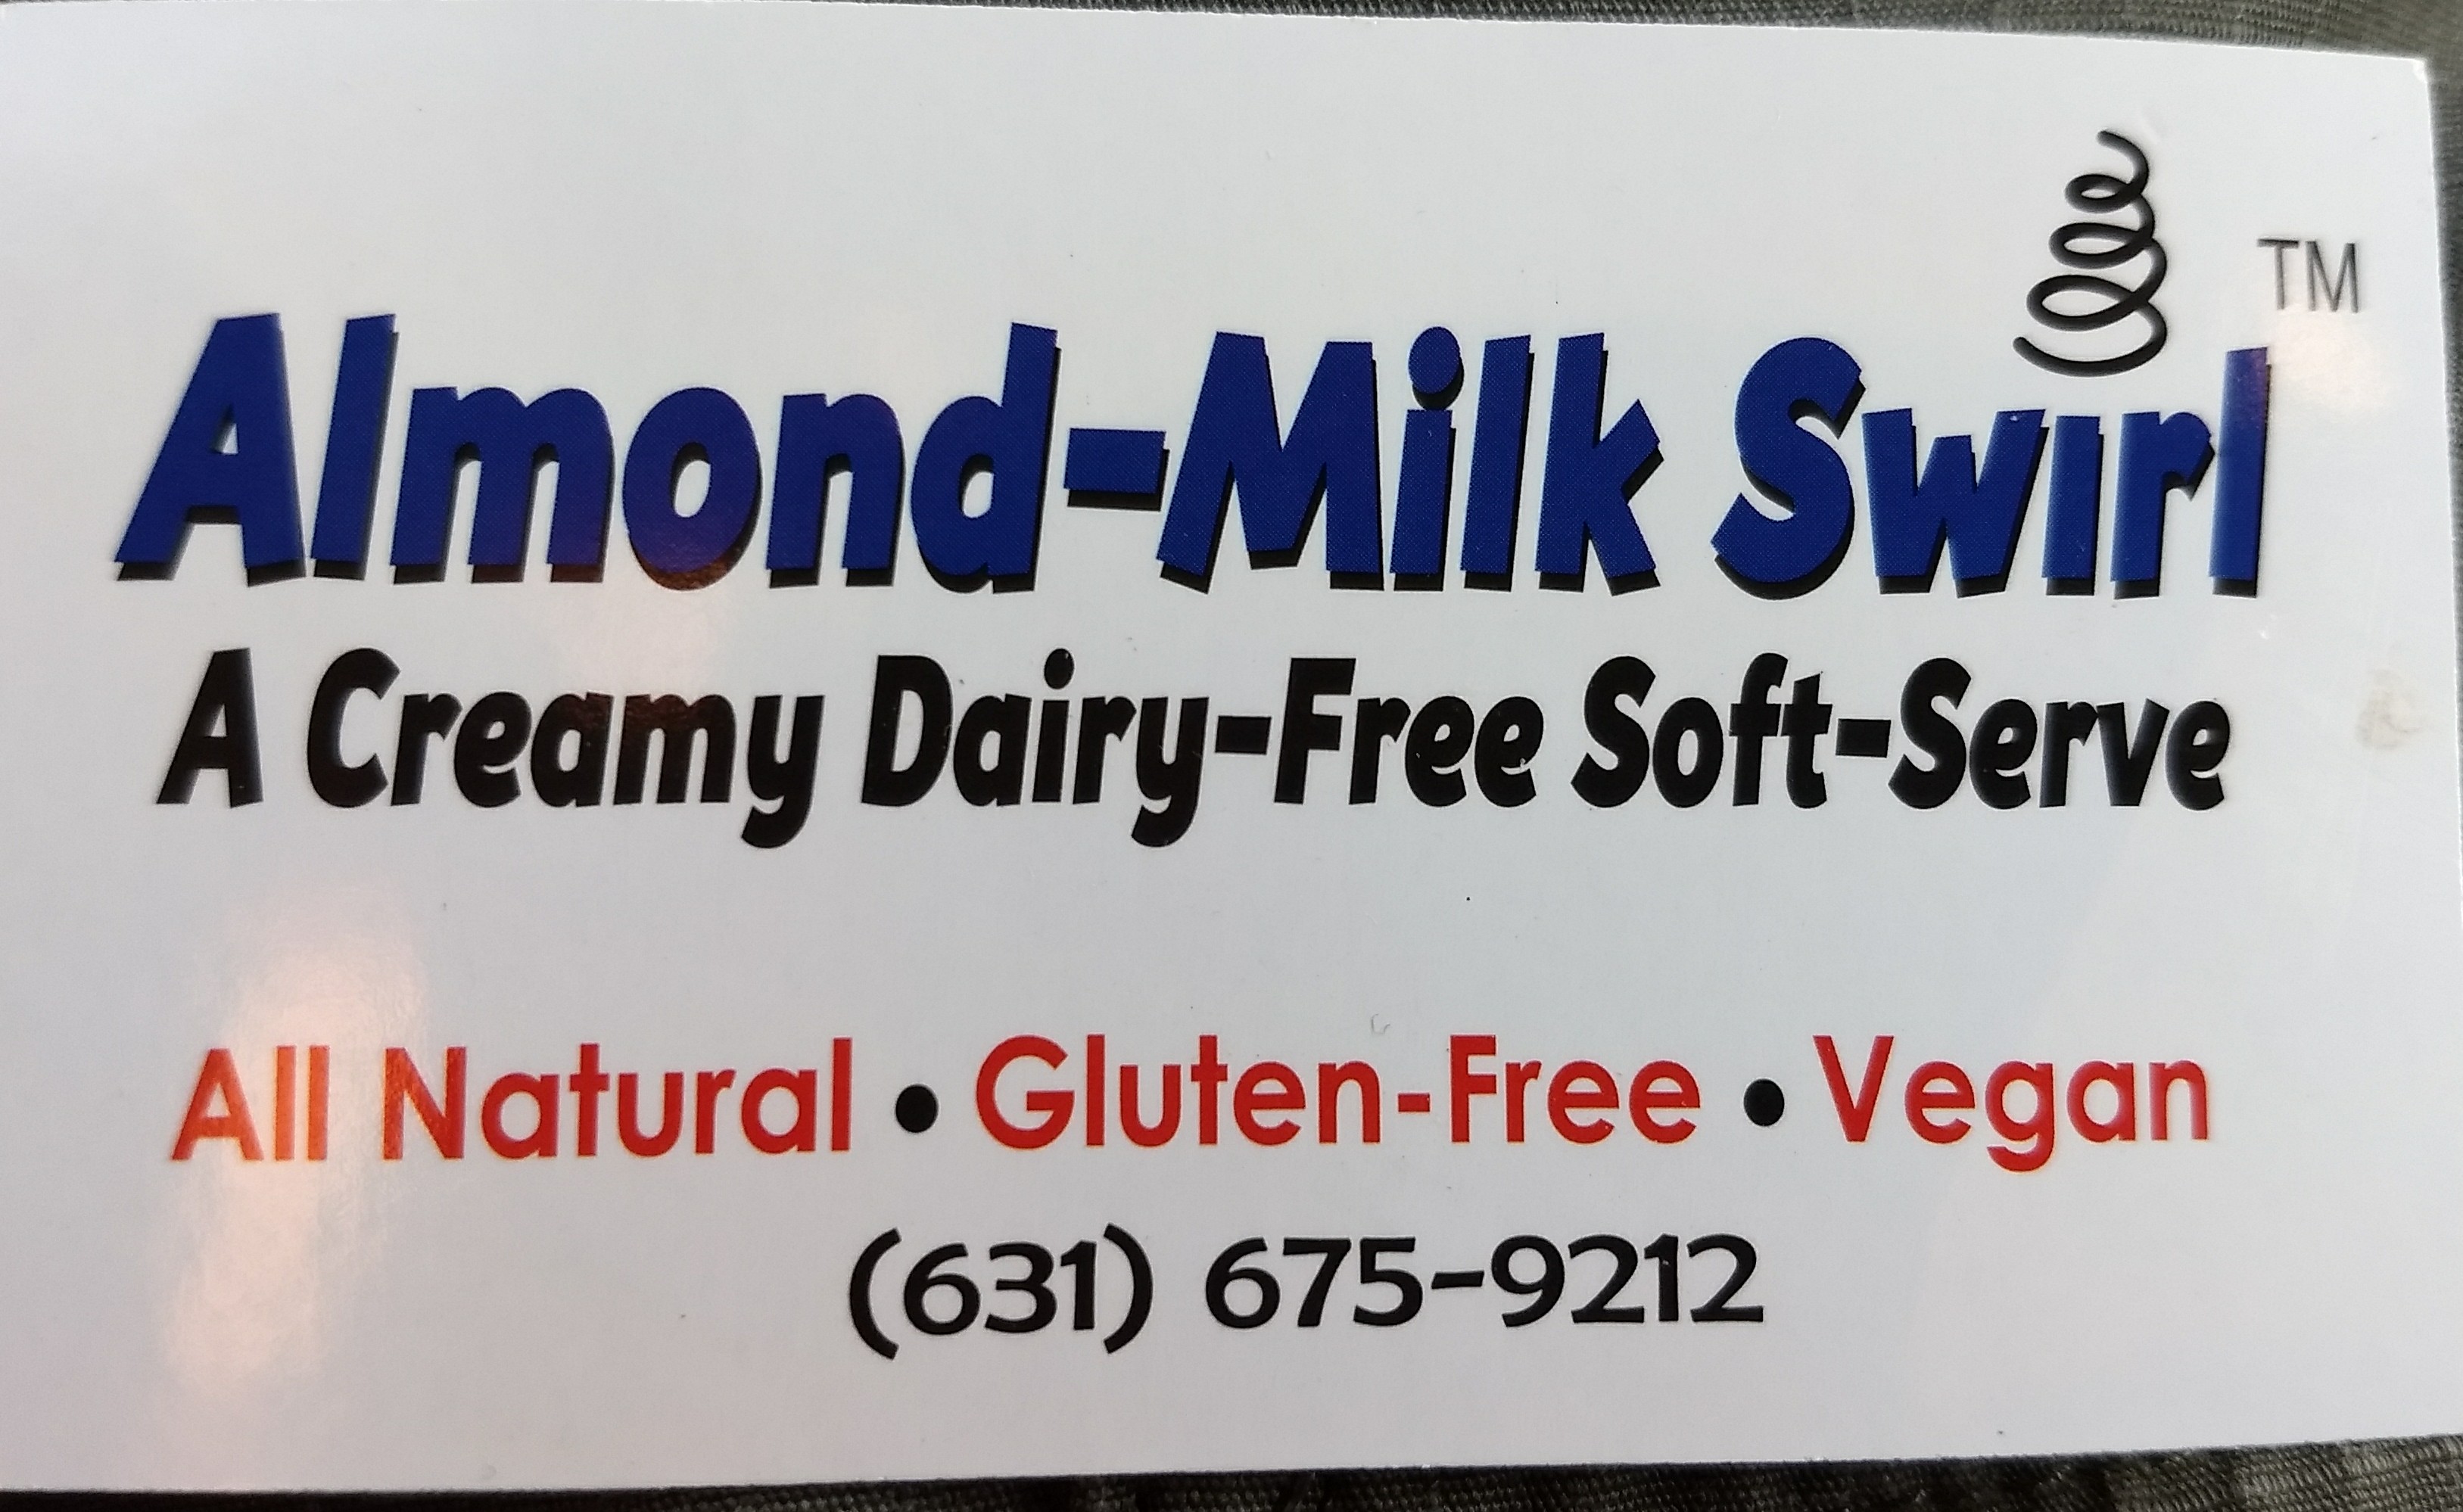 Almond-Milk Swirl TM
A Creamy Dairy-Free Soft-Serve
All Natural • Gluten-Free • Vegan
(631) 675-9212